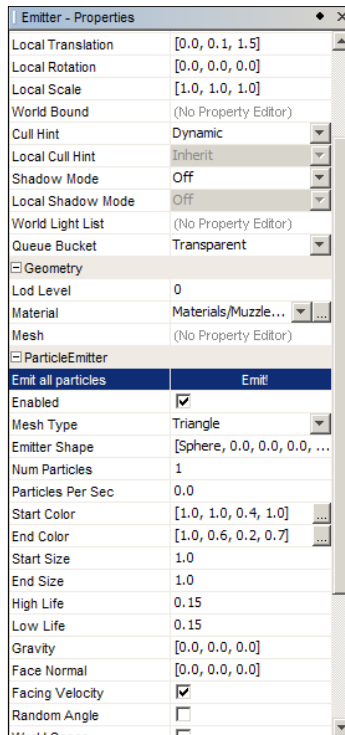 Emitter - Properties
Local Translation [0.0, 0.1, 1.5]
Local Rotation [0.0, 0.0, 0.0]
Local Scale [1.0, 1.0, 1.0]
World Bound (No Property Editor)
Cull Hint Dynamic
Local Cull Hint Inherit
Shadow Mode Off
Local Shadow Mode Off
World Light List (No Property Editor)
Queue Bucket Transparent
Geometry
Lod Level 0
Material Materials/Muzzle... ...
Mesh (No Property Editor)
ParticleEmitter
Emit all particles Emit!
Enabled
Mesh Type Triangle
Emitter Shape [Sphere, 0.0, 0.0, 0.0, ...
Num Particles 1
Particles Per Sec 0.0
Start Color [1.0, 1.0, 0.4, 1.0] ...
End Color [1.0, 0.6, 0.2, 0.7] ...
Start Size 1.0
End Size 1.0
High Life 0.15
Low Life 0.15
Gravity [0.0, 0.0, 0.0]
Face Normal [0.0, 0.0, 0.0]
Facing Velocity
Random Angle